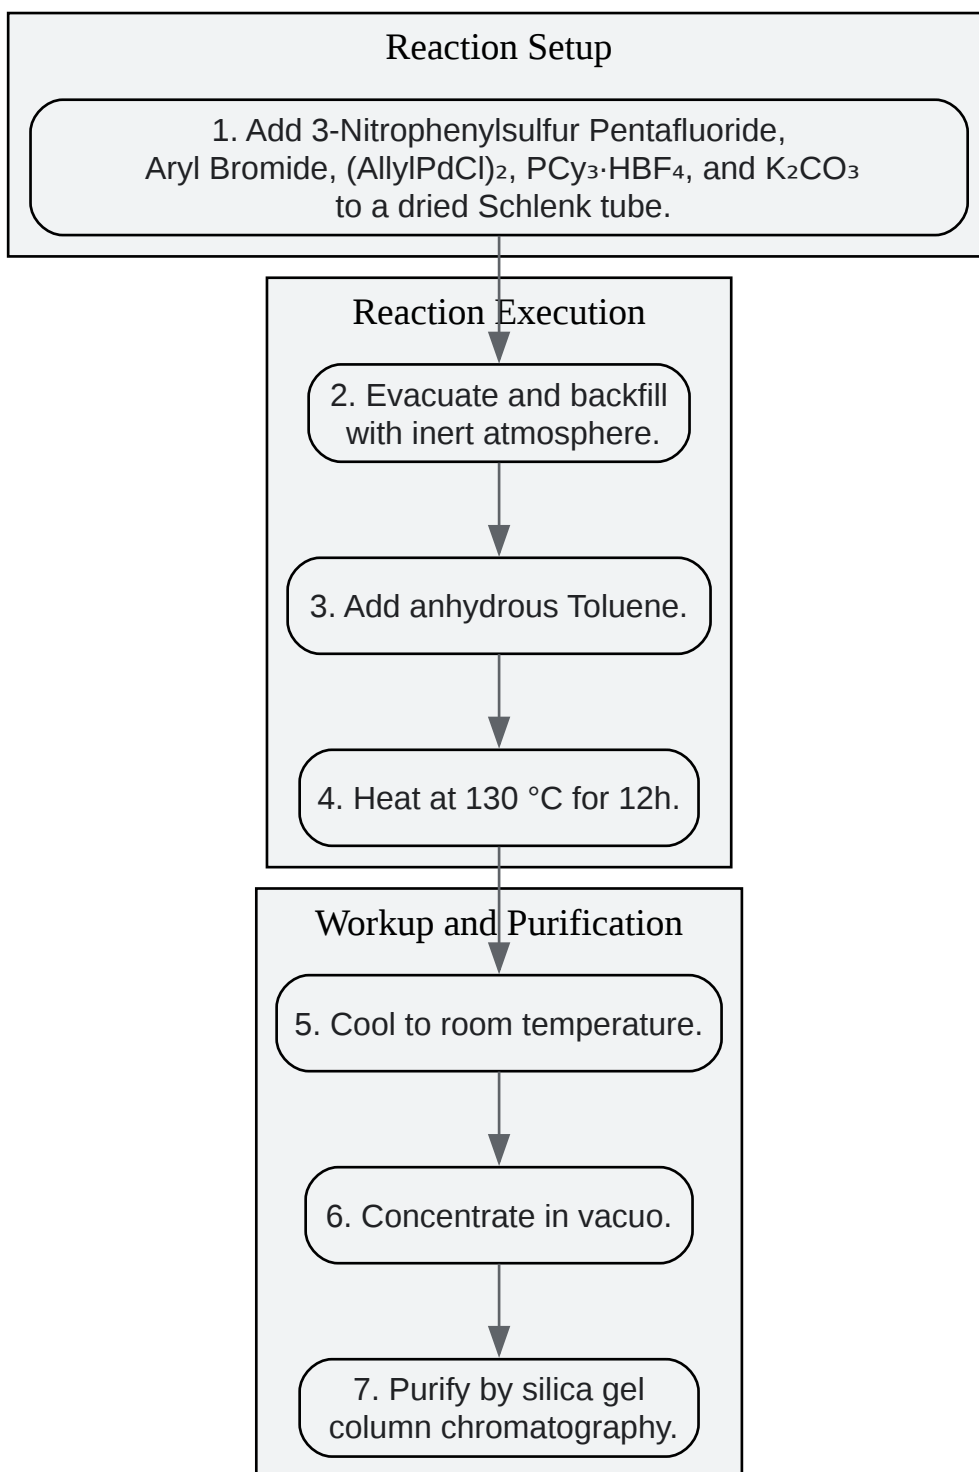 Reaction Setup
1. Add 3-Nitrophenylsulfur Pentafluoride,
Aryl Bromide, (AllylPdCl)₂, PCy₃·HBF₄, and K₂CO₃
to a dried Schlenk tube.
Reaction Execution
2. Evacuate and backfill
with inert atmosphere.
3. Add anhydrous Toluene.
4. Heat at 130 °C for 12h.
Workup and Purification
5. Cool to room temperature.
6. Concentrate in vacuo.
7. Purify by silica gel
column chromatography.